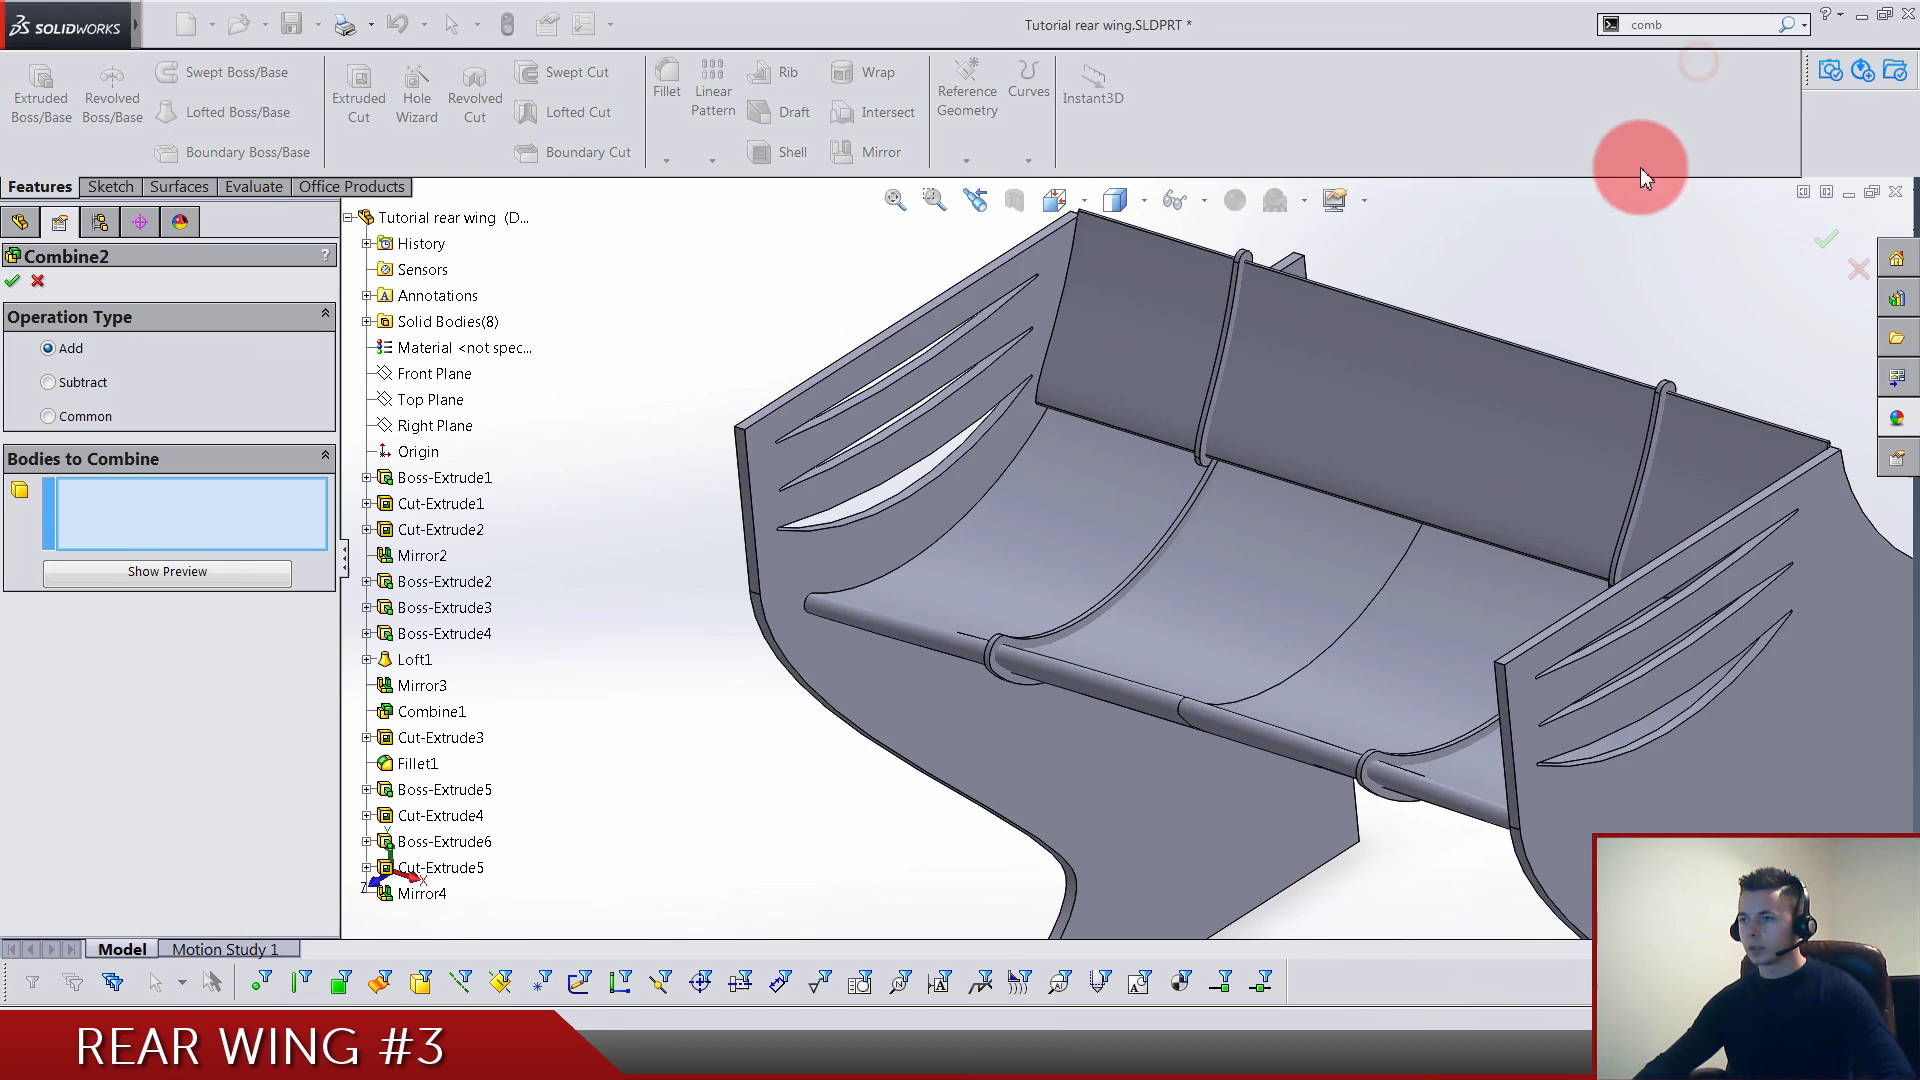 SOLIDWORKS
Tutorial rear wing.SLDPRT *
comb
Extruded Boss/Base
Revolved Boss/Base
Swept Boss/Base
Lofted Boss/Base
Boundary Boss/Base
Extruded Cut
Hole Wizard
Revolved Cut
Swept Cut
Lofted Cut
Boundary Cut
Fillet
Linear Pattern
Rib
Draft
Shell
Wrap
Intersect
Mirror
Reference Geometry
Curves
Instant3D
Features
Sketch
Surfaces
Evaluate
Office Products
Combine2
?
Operation Type
Add
Subtract
Common
Bodies to Combine
Show Preview
Tutorial rear wing (D...
History
Sensors
Annotations
Solid Bodies(8)
Material <not spec...
Front Plane
Top Plane
Right Plane
Origin
Boss-Extrude1
Cut-Extrude1
Cut-Extrude2
Mirror2
Boss-Extrude2
Boss-Extrude3
Boss-Extrude4
Loft1
Mirror3
Combine1
Cut-Extrude3
Fillet1
Boss-Extrude5
Cut-Extrude4
Boss-Extrude6
Cut-Extrude5
Mirror4
Y
X
Z
Model
Motion Study 1
REAR WING #3